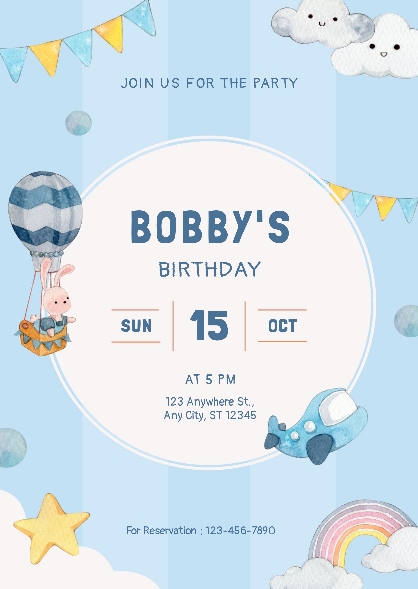 JOIN US FOR THE PARTY
BOBBY'S
BIRTHDAY
SUN 15 OCT
AT 5 PM
123 Anywhere St.,
Any City, ST 12345
For Reservation : 123-456-7890